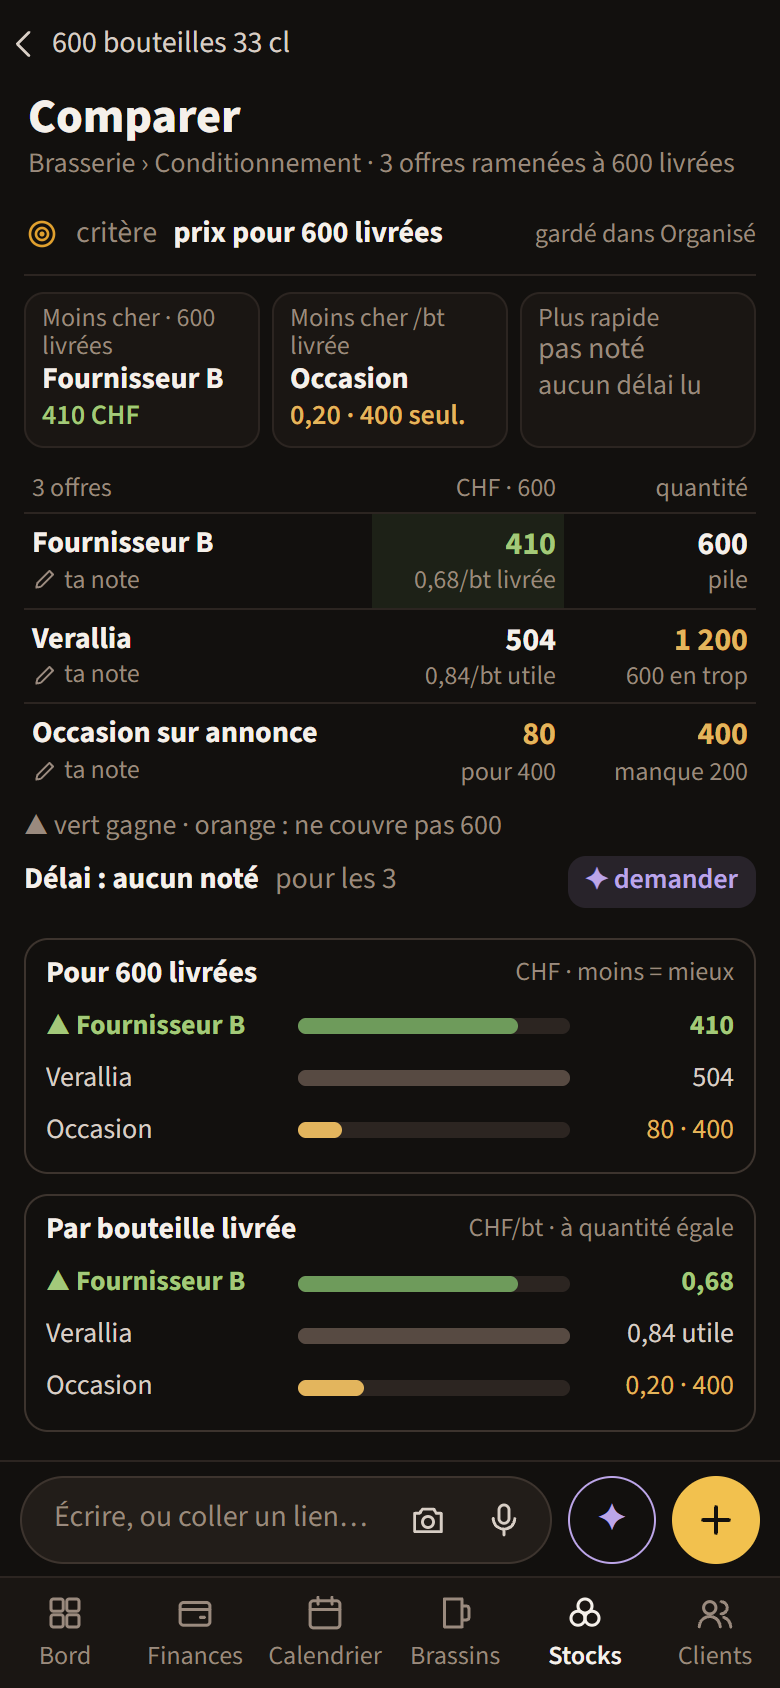 600 bouteilles 33 cl
Comparer
Brasserie › Conditionnement · 3 offres ramenées à 600 livrées
critère prix pour 600 livrées gardé dans Organisé
Moins cher · 600 livrées
Fournisseur B
410 CHF
Moins cher /bt livrée
Occasion
0,20 · 400 seul.
Plus rapide
pas noté
aucun délai lu
3 offres CHF · 600 quantité
Fournisseur B 410 600
ta note 0,68/bt livrée pile
Verallia 504 1 200
ta note 0,84/bt utile 600 en trop
Occasion sur annonce 80 400
ta note pour 400 manque 200
▲ vert gagne · orange : ne couvre pas 600
Délai : aucun noté pour les 3 ✦ demander
Pour 600 livrées CHF · moins = mieux
▲ Fournisseur B 410
Verallia 504
Occasion 80 · 400
Par bouteille livrée CHF/bt · à quantité égale
▲ Fournisseur B 0,68
Verallia 0,84 utile
Occasion 0,20 · 400
Écrire, ou coller un lien…
Bord Finances Calendrier Brassins Stocks Clients